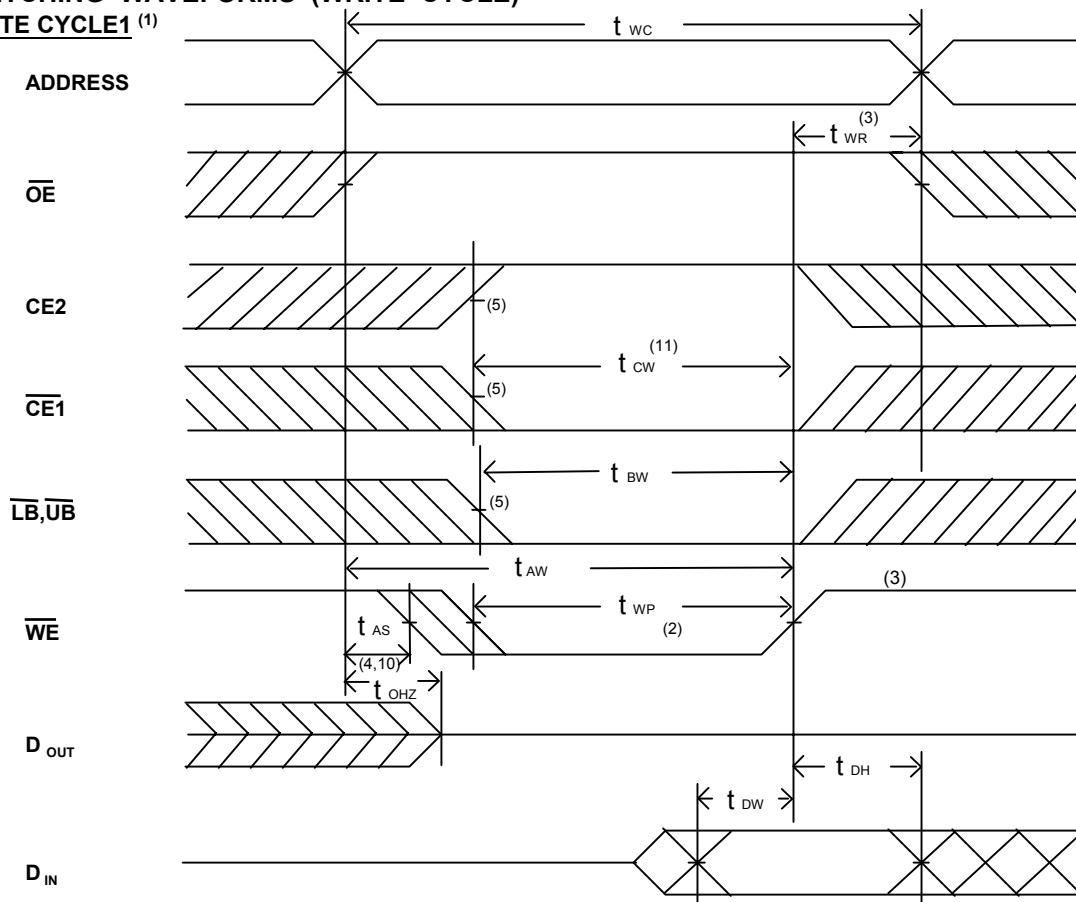 TE CYCLE1 (1)
t WC
ADDRESS
t WR (3)
OE
CE2
(5)
t CW (11)
CE1
(5)
t BW
LB,UB
(5)
t AW
(3)
WE
t AS
t WP
(2)
(4,10)
t OHZ
D OUT
t DH
t DW
D IN